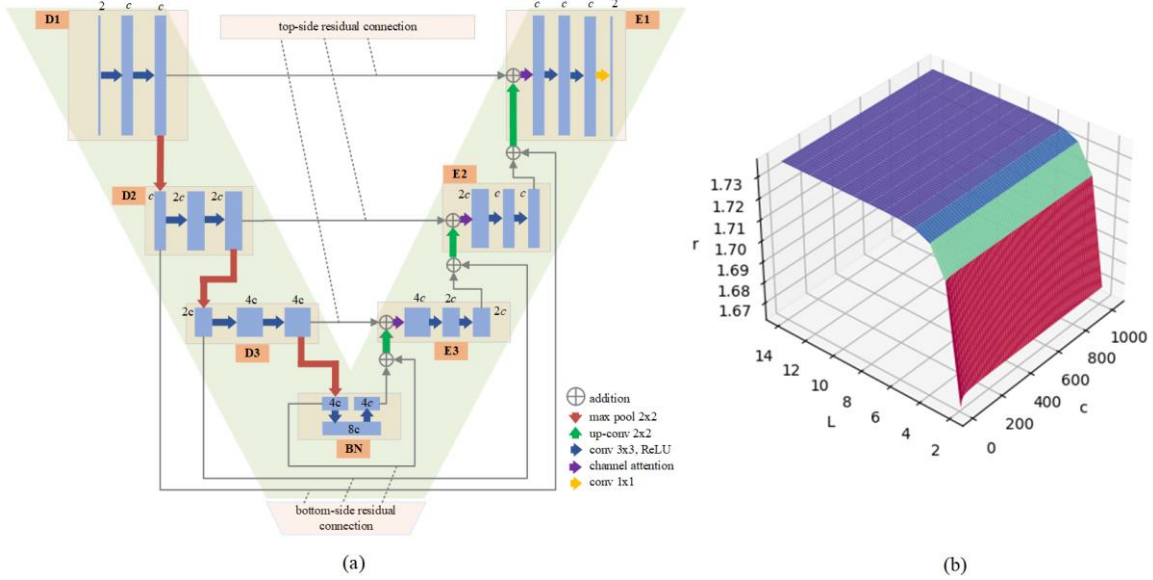 D1
2 c c
top-side residual connection
c c c 2
E1
D2
c 2c 2c
E2
2c c c
2c 4c 4c
D3
4c 2c 2c
E3
4c 4c
8c
BN
addition
max pool 2x2
up-conv 2x2
conv 3x3, ReLU
channel attention
conv 1x1
bottom-side residual
connection
(a)
1.73
1.72
1.71
1.70
1.69
1.68
1.67
r
14
12
10
8
6
4
2
L
0
200
400
600
800
1000
c
(b)